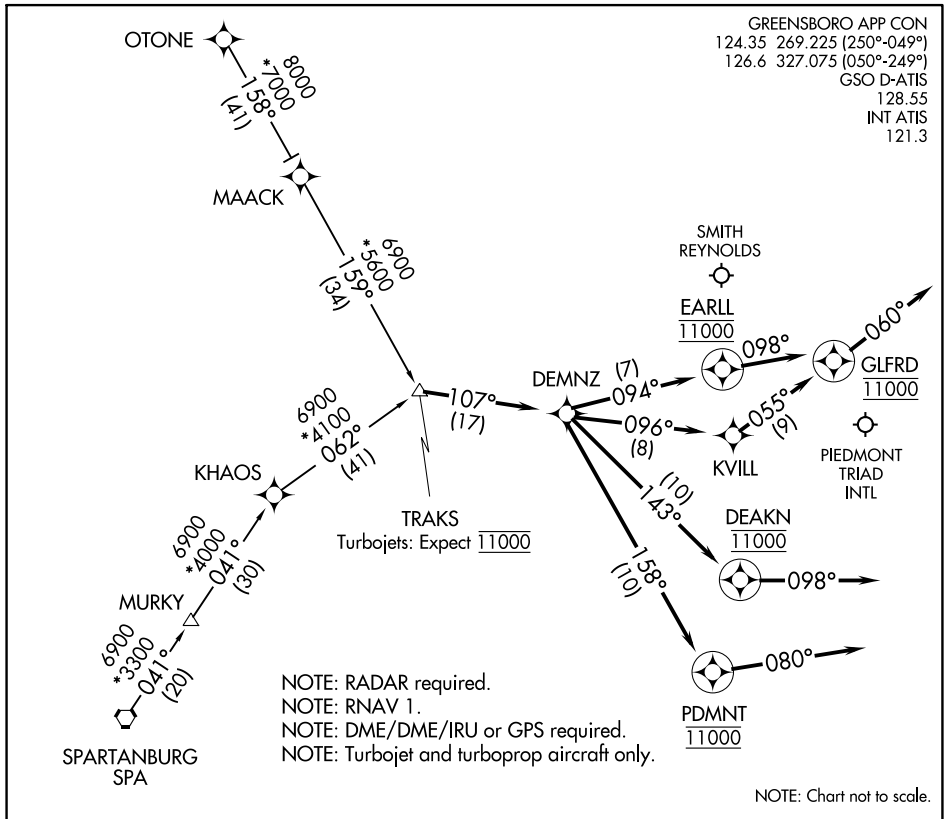 GREENSBORO APP CON
124.35 269.225 (250°-049°)
126.6 327.075 (050°-249°)
GSO D-ATIS
128.55
INT ATIS
121.3
OTONE
8000
*7000
158°
(41)
MAACK
6900
*5600
159°
(34)
SMITH
REYNOLDS
EARLL
11000
098°
060°
GLFRD
11000
DEMNZ
(7)
094°
107°
(17)
096°
(8)
055°
(9)
KVILL
PIEDMONT
TRIAD
INTL
6900
*4100
062°
(41)
KHAOS
TRAKS
Turbojets: Expect 11000
(10)
143°
DEAKN
11000
098°
158°
(10)
6900
*4000
041°
(30)
MURKY
6900
*3300
041°
(20)
080°
PDMNT
11000
SPARTANBURG
SPA
NOTE: RADAR required.
NOTE: RNAV 1.
NOTE: DME/DME/IRU or GPS required.
NOTE: Turbojet and turboprop aircraft only.
NOTE: Chart not to scale.